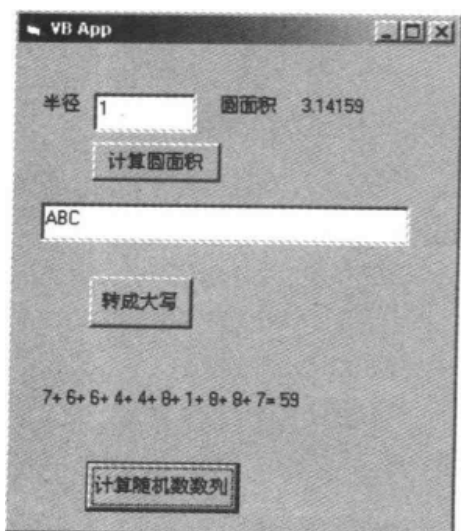 VB App
半径 1 圆面积 3.14159
计算圆面积
ABC
转成大写
7+ 6+ 6+ 4+ 4+ 8+ 1+ 8+ 8+ 7= 59
计算随机数数列